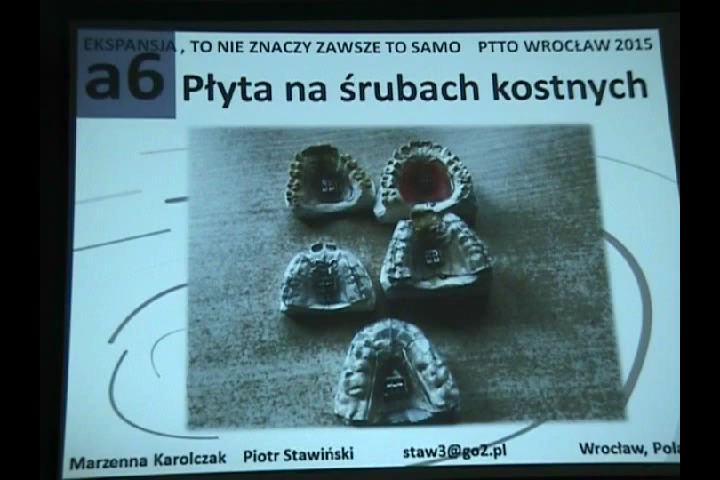 EKSPANSJA, TO NIE ZNACZY ZAWSZE TO SAMO PTTO WROCŁAW 2015
a6 Płyta na śrubach kostnych
Marzenna Karolczak Piotr Stawiński staw3@go2.pl Wrocław,